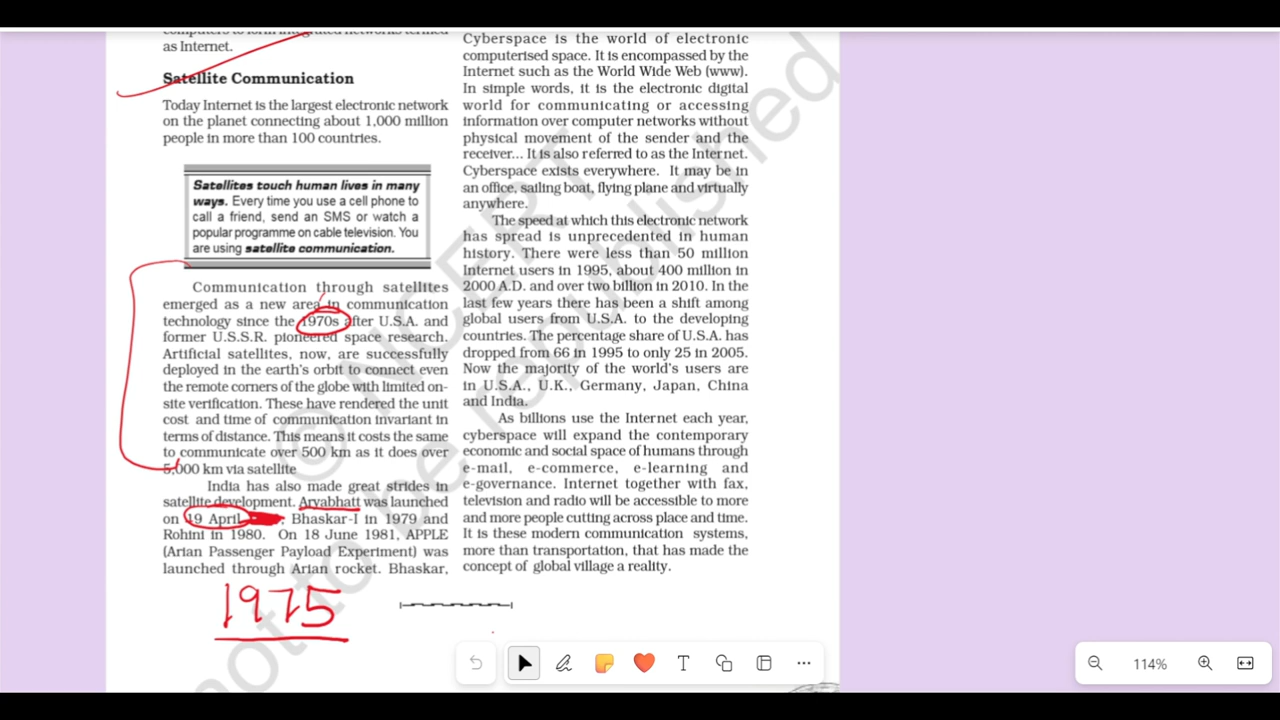 computers to form integrated networks termed
as Internet.
Satellite Communication
Today Internet is the largest electronic network
on the planet connecting about 1,000 million
people in more than 100 countries.
Satellites touch human lives in many
ways. Every time you use a cell phone to
call a friend, send an SMS or watch a
popular programme on cable television. You
are using satellite communication.
Communication through satellites
emerged as a new area in communication
technology since the 1970s after U.S.A. and
former U.S.S.R. pioneered space research.
Artificial satellites, now, are successfully
deployed in the earth's orbit to connect even
the remote corners of the globe with limited on-
site verification. These have rendered the unit
cost and time of communication invariant in
terms of distance. This means it costs the same
to communicate over 500 km as it does over
5,000 km via satellite
India has also made great strides in
satellite development. Aryabhatt was launched
on 19 April , Bhaskar-I in 1979 and
Rohini in 1980. On 18 June 1981, APPLE
(Arian Passenger Payload Experiment) was
launched through Arian rocket. Bhaskar,
1975
Cyberspace is the world of electronic
computerised space. It is encompassed by the
Internet such as the World Wide Web (www).
In simple words, it is the electronic digital
world for communicating or accessing
information over computer networks without
physical movement of the sender and the
receiver... It is also referred to as the Internet.
Cyberspace exists everywhere. It may be in
an office, sailing boat, flying plane and virtually
anywhere.
The speed at which this electronic network
has spread is unprecedented in human
history. There were less than 50 million
Internet users in 1995, about 400 million in
2000 A.D. and over two billion in 2010. In the
last few years there has been a shift among
global users from U.S.A. to the developing
countries. The percentage share of U.S.A. has
dropped from 66 in 1995 to only 25 in 2005.
Now the majority of the world's users are
in U.S.A., U.K., Germany, Japan, China
and India.
As billions use the Internet each year,
cyberspace will expand the contemporary
economic and social space of humans through
e-mail, e-commerce, e-learning and
e-governance. Internet together with fax,
television and radio will be accessible to more
and more people cutting across place and time.
It is these modern communication systems,
more than transportation, that has made the
concept of global village a reality.
© NCERT
not to be republished
114%